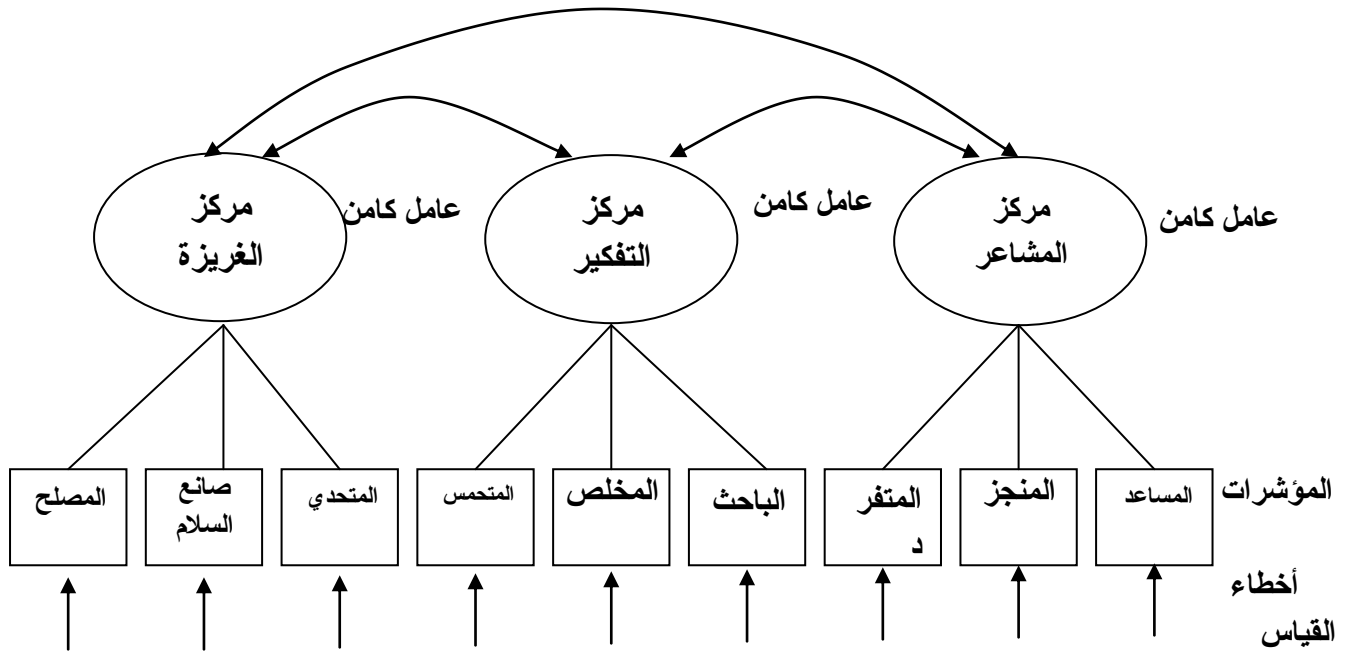 مركز
المشاعر
عامل كامن
مركز
التفكير
عامل كامن
مركز
الغريزة
عامل كامن
المؤشرات
المساعد
المنجز
المتفر
د
الباحث
المخلص
المتحمس
المتحدي
صانع
السلام
المصلح
أخطاء
القياس